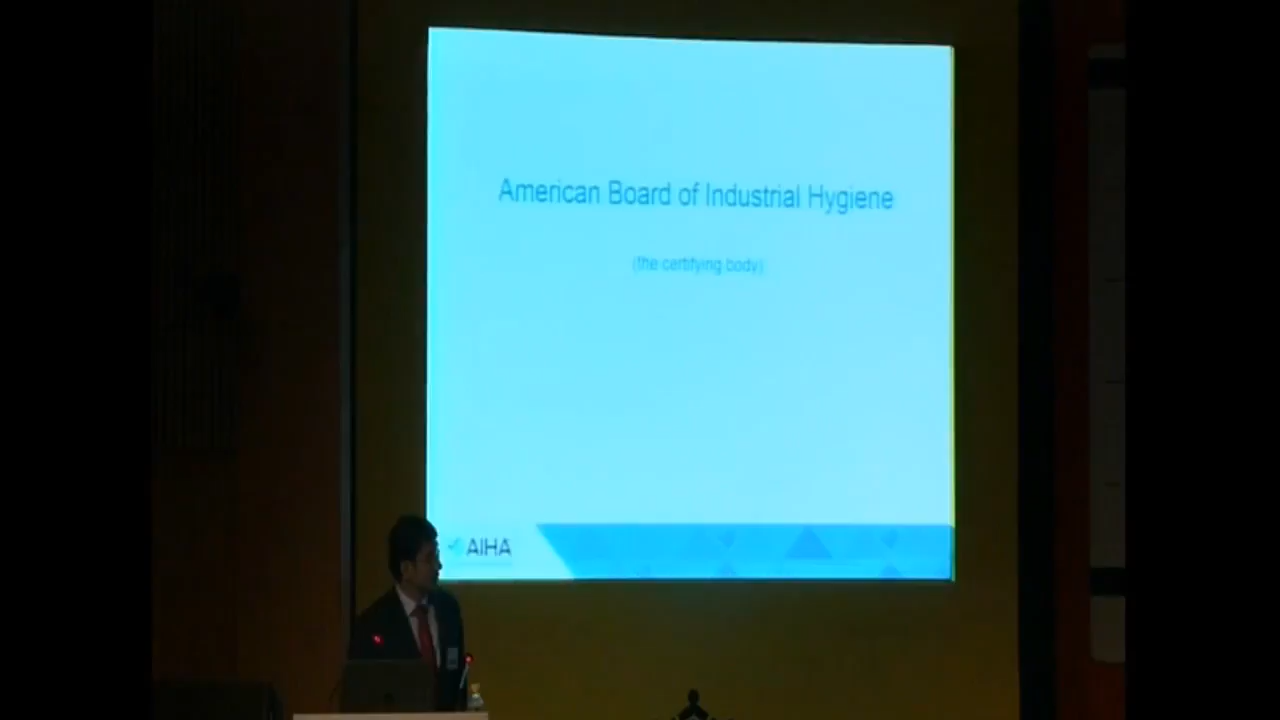 American Board of Industrial Hygiene
(the certifying body)
AIHA